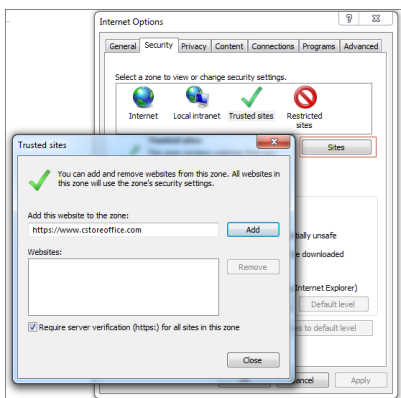 Internet Options
General Security Privacy Content Connections Programs Advanced
Select a zone to view or change security settings.
Internet Local intranet Trusted sites Restricted sites
Sites
Trusted sites
You can add and remove websites from this zone. All websites in
this zone will use the zone's security settings.
Add this website to the zone:
https://www.cstoreoffice.com Add
Websites:
Remove
Require server verification (https:) for all sites in this zone
Close
tially unsafe
e downloaded
Internet Explorer)
Default level
es to default level
ancel Apply